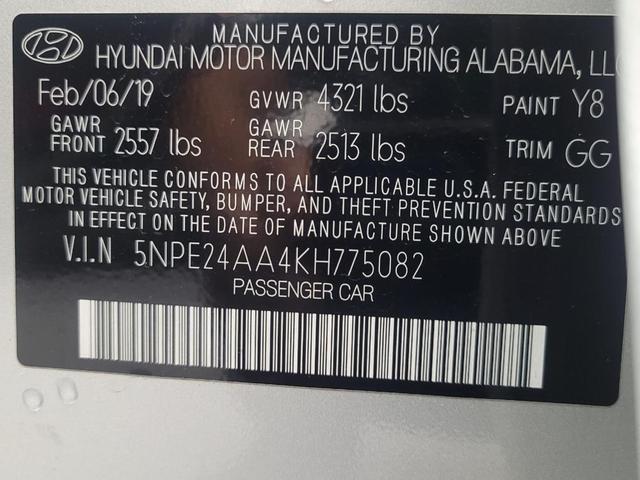 MANUFACTURED BY
HYUNDAI MOTOR MANUFACTURING ALABAMA, LLC
Feb/06/19 GVWR 4321 lbs PAINT Y8
GAWR FRONT 2557 lbs GAWR REAR 2513 lbs TRIM GG
THIS VEHICLE CONFORMS TO ALL APPLICABLE U.S.A. FEDERAL
MOTOR VEHICLE SAFETY, BUMPER, AND THEFT PREVENTION STANDARDS
IN EFFECT ON THE DATE OF MANUFACTURE SHOWN ABOVE.
V.I.N 5NPE24AA4KH775082
PASSENGER CAR